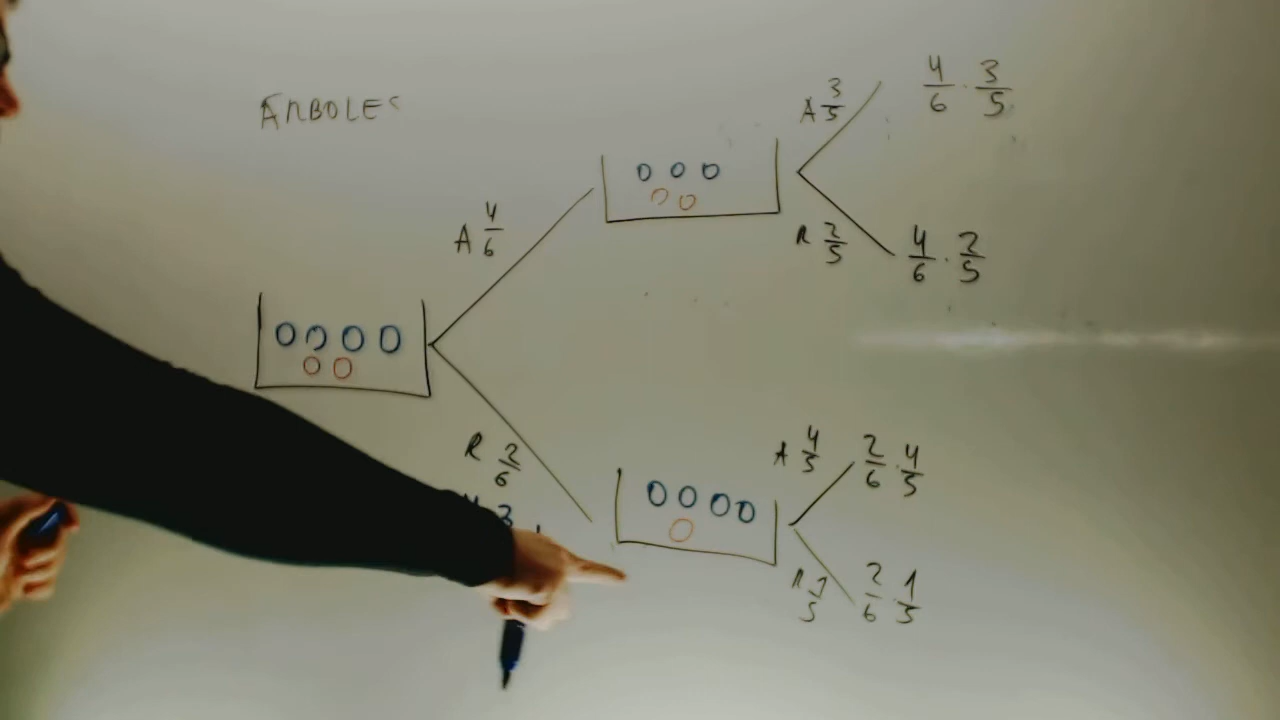 ÁRBOLES
A 3/5
4/6 · 3/5
A 4/6
R 2/5
4/6 · 2/5
R 2/6
A 4/5
2/6 · 4/5
R 1/5
2/6 · 1/5